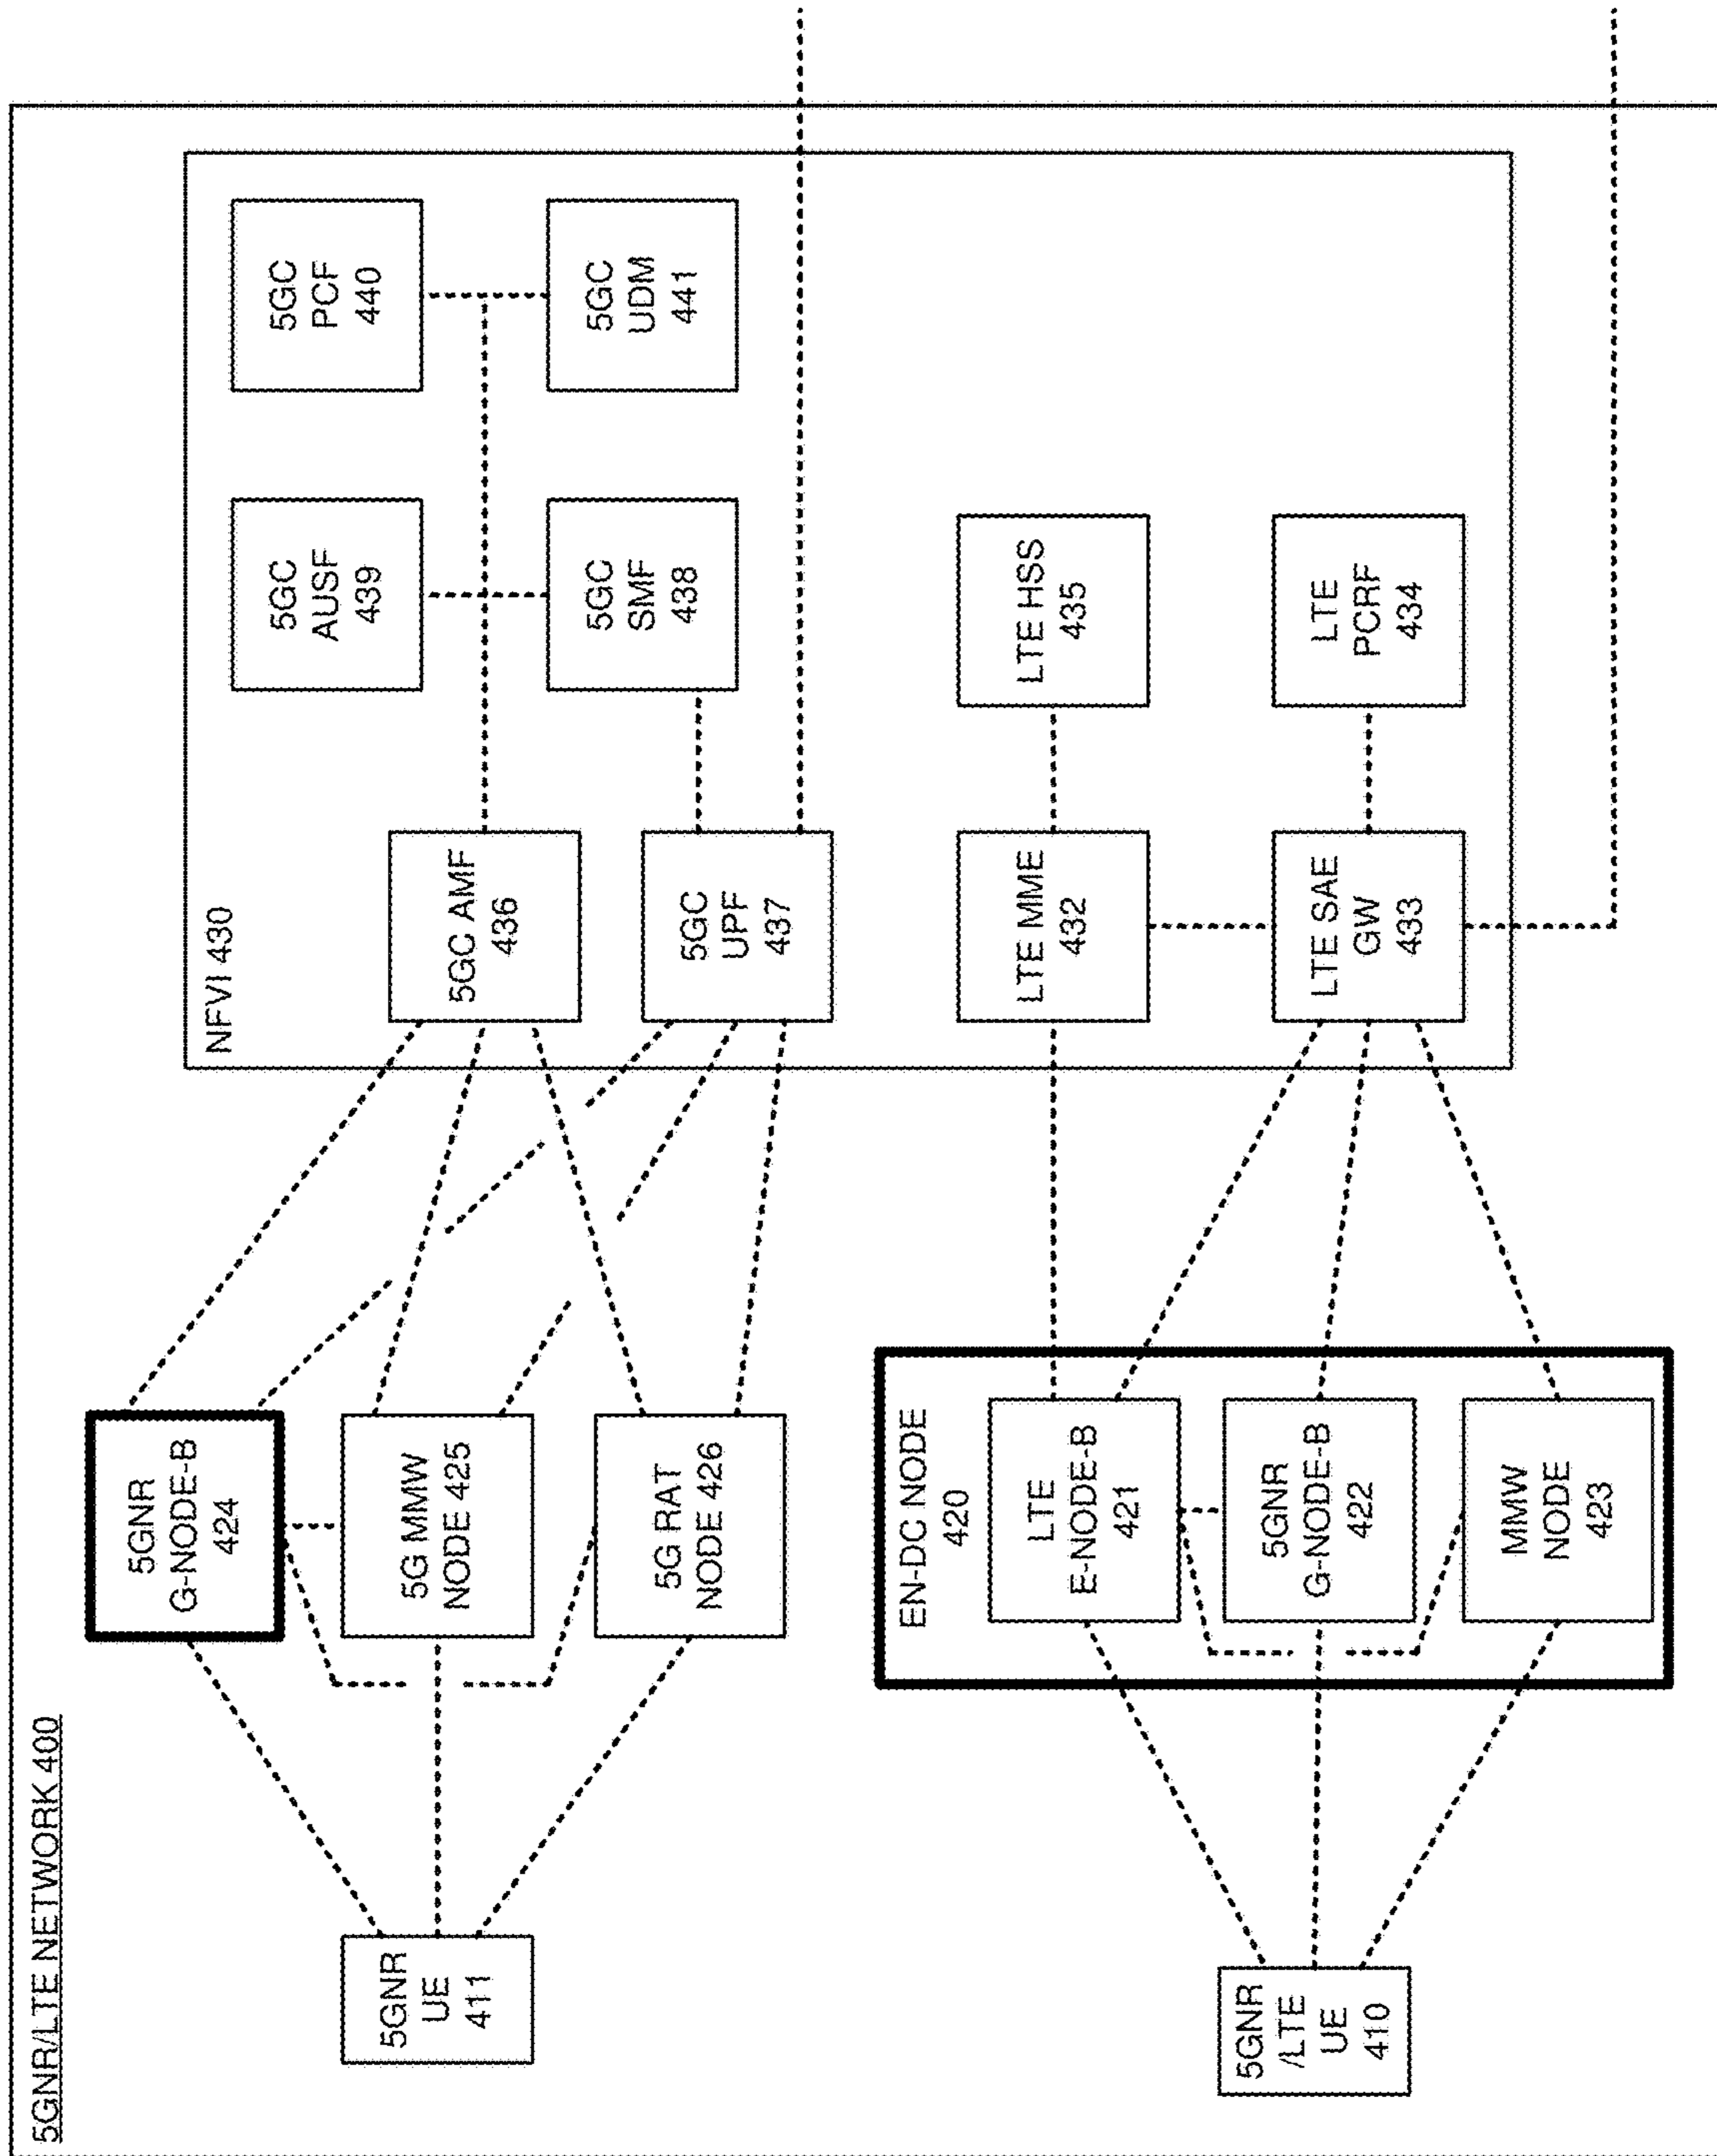 5GNR/LTE NETWORK 400
5GNR
UE
411
5GNR
G-NODE-B
424
5G MMW
NODE 425
5G RAT
NODE 426
NFVI 430
5GC AMF
436
5GC
UPF
437
5GC
AUSF
439
5GC
SMF
438
5GC
PCF
440
5GC
UDM
441
5GNR
/LTE
UE
410
EN-DC NODE
420
LTE
E-NODE-B
421
5GNR
G-NODE-B
422
MMW
NODE
423
LTE MME
432
LTE SAE
GW
433
LTE HSS
435
LTE
PCRF
434